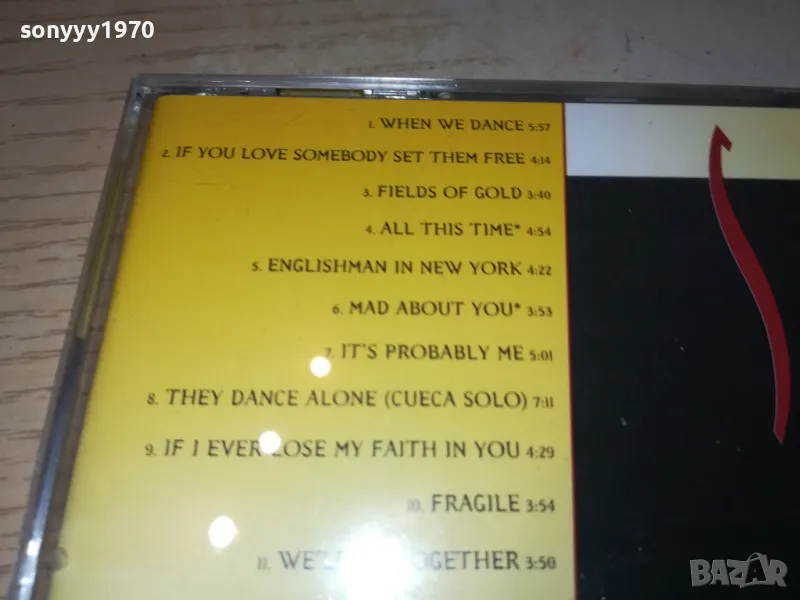 sonyyy1970
1. WHEN WE DANCE 5:57
2. IF YOU LOVE SOMEBODY SET THEM FREE 4:14
3. FIELDS OF GOLD 3:40
4. ALL THIS TIME* 4:54
5. ENGLISHMAN IN NEW YORK 4:22
6. MAD ABOUT YOU* 3:53
7. IT'S PROBABLY ME 5:01
8. THEY DANCE ALONE (CUECA SOLO) 7:11
9. IF I EVER LOSE MY FAITH IN YOU 4:29
10. FRAGILE 3:54
11. TOGETHER 3:50
BAZAR